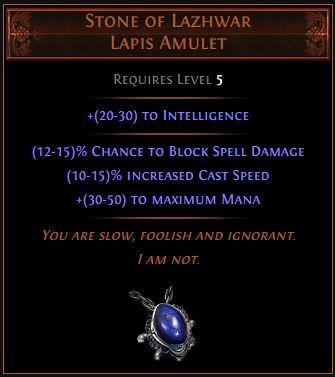 Stone of Lazhwar
Lapis Amulet
Requires Level 5
+(20-30) to Intelligence
(12-15)% Chance to Block Spell Damage
(10-15)% increased Cast Speed
+(30-50) to maximum Mana
You are slow, foolish and ignorant.
I am not.